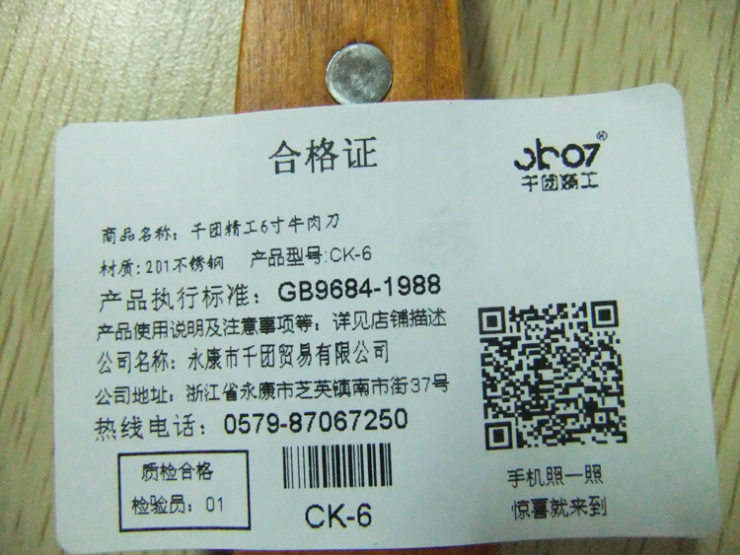 合格证
千团精工
商品名称：千团精工6寸牛肉刀
材质:201不锈钢 产品型号:CK-6
产品执行标准：GB9684-1988
产品使用说明及注意事项等：详见店铺描述
公司名称：永康市千团贸易有限公司
公司地址：浙江省永康市芝英镇南市街37号
热线电话：0579-87067250
质检合格
检验员：01
CK-6
手机照一照
惊喜就来到